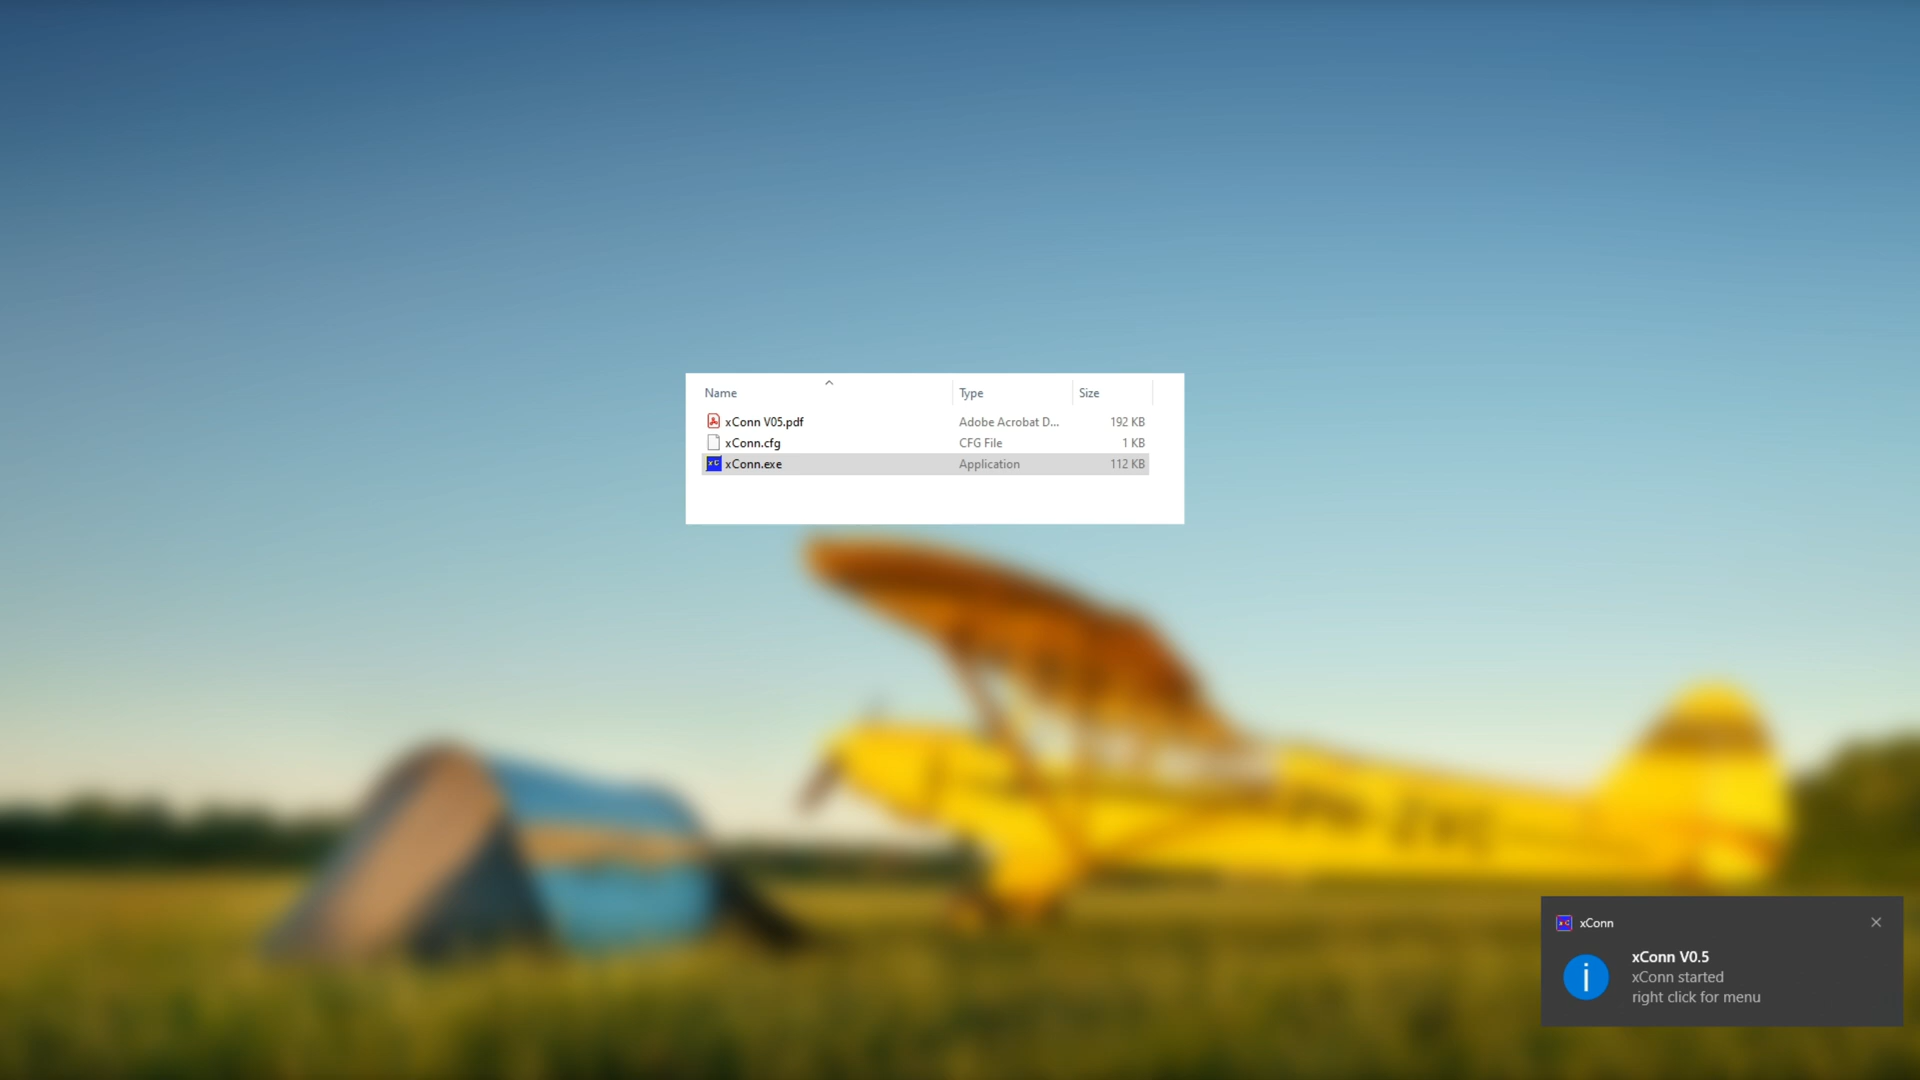 Name Type Size
xConn V05.pdf Adobe Acrobat D... 192 KB
xConn.cfg CFG File 1 KB
xConn.exe Application 112 KB
xConn
xConn V0.5
xConn started
right click for menu